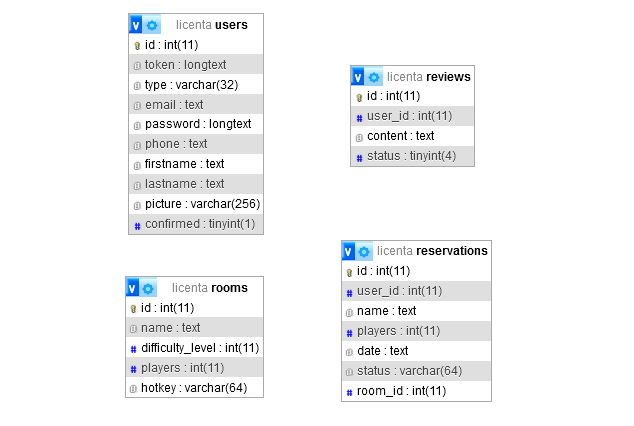 licenta users
id : int(11)
token : longtext
type : varchar(32)
email : text
password : longtext
phone : text
firstname : text
lastname : text
picture : varchar(256)
confirmed : tinyint(1)
licenta reviews
id : int(11)
user_id : int(11)
content : text
status : tinyint(4)
licenta rooms
id : int(11)
name : text
difficulty_level : int(11)
players : int(11)
hotkey : varchar(64)
licenta reservations
id : int(11)
user_id : int(11)
name : text
players : int(11)
date : text
status : varchar(64)
room_id : int(11)